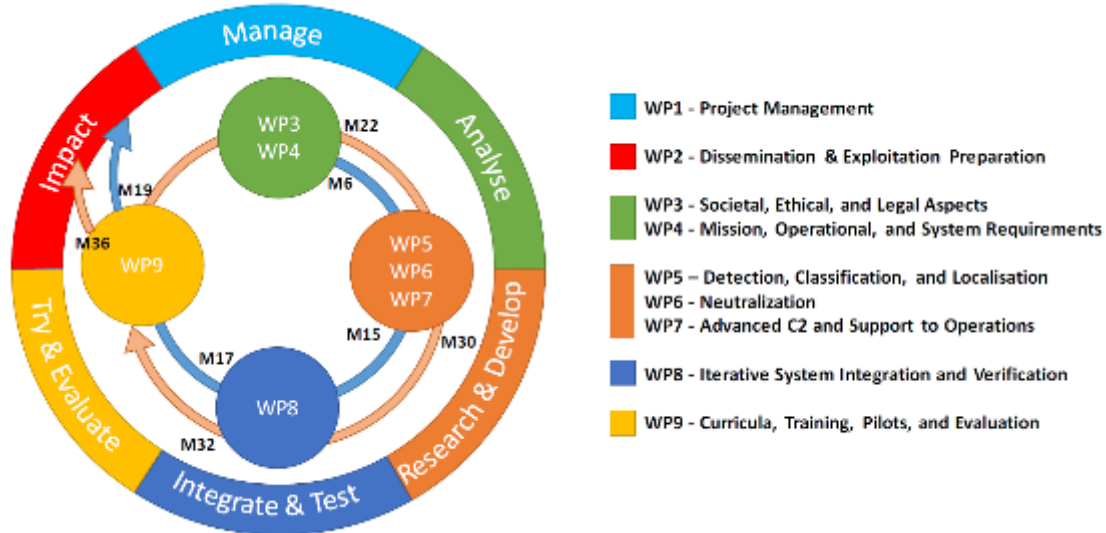 Manage
Analyse
Research & Develop
Integrate & Test
Try & Evaluate
Impact
WP3
WP4
M22
M6
M19
M36
WP9
WP5
WP6
WP7
M15
M30
M17
WP8
M32
WP1 - Project Management
WP2 - Dissemination & Exploitation Preparation
WP3 - Societal, Ethical, and Legal Aspects
WP4 - Mission, Operational, and System Requirements
WP5 – Detection, Classification, and Localisation
WP6 - Neutralization
WP7 - Advanced C2 and Support to Operations
WP8 - Iterative System Integration and Verification
WP9 - Curricula, Training, Pilots, and Evaluation